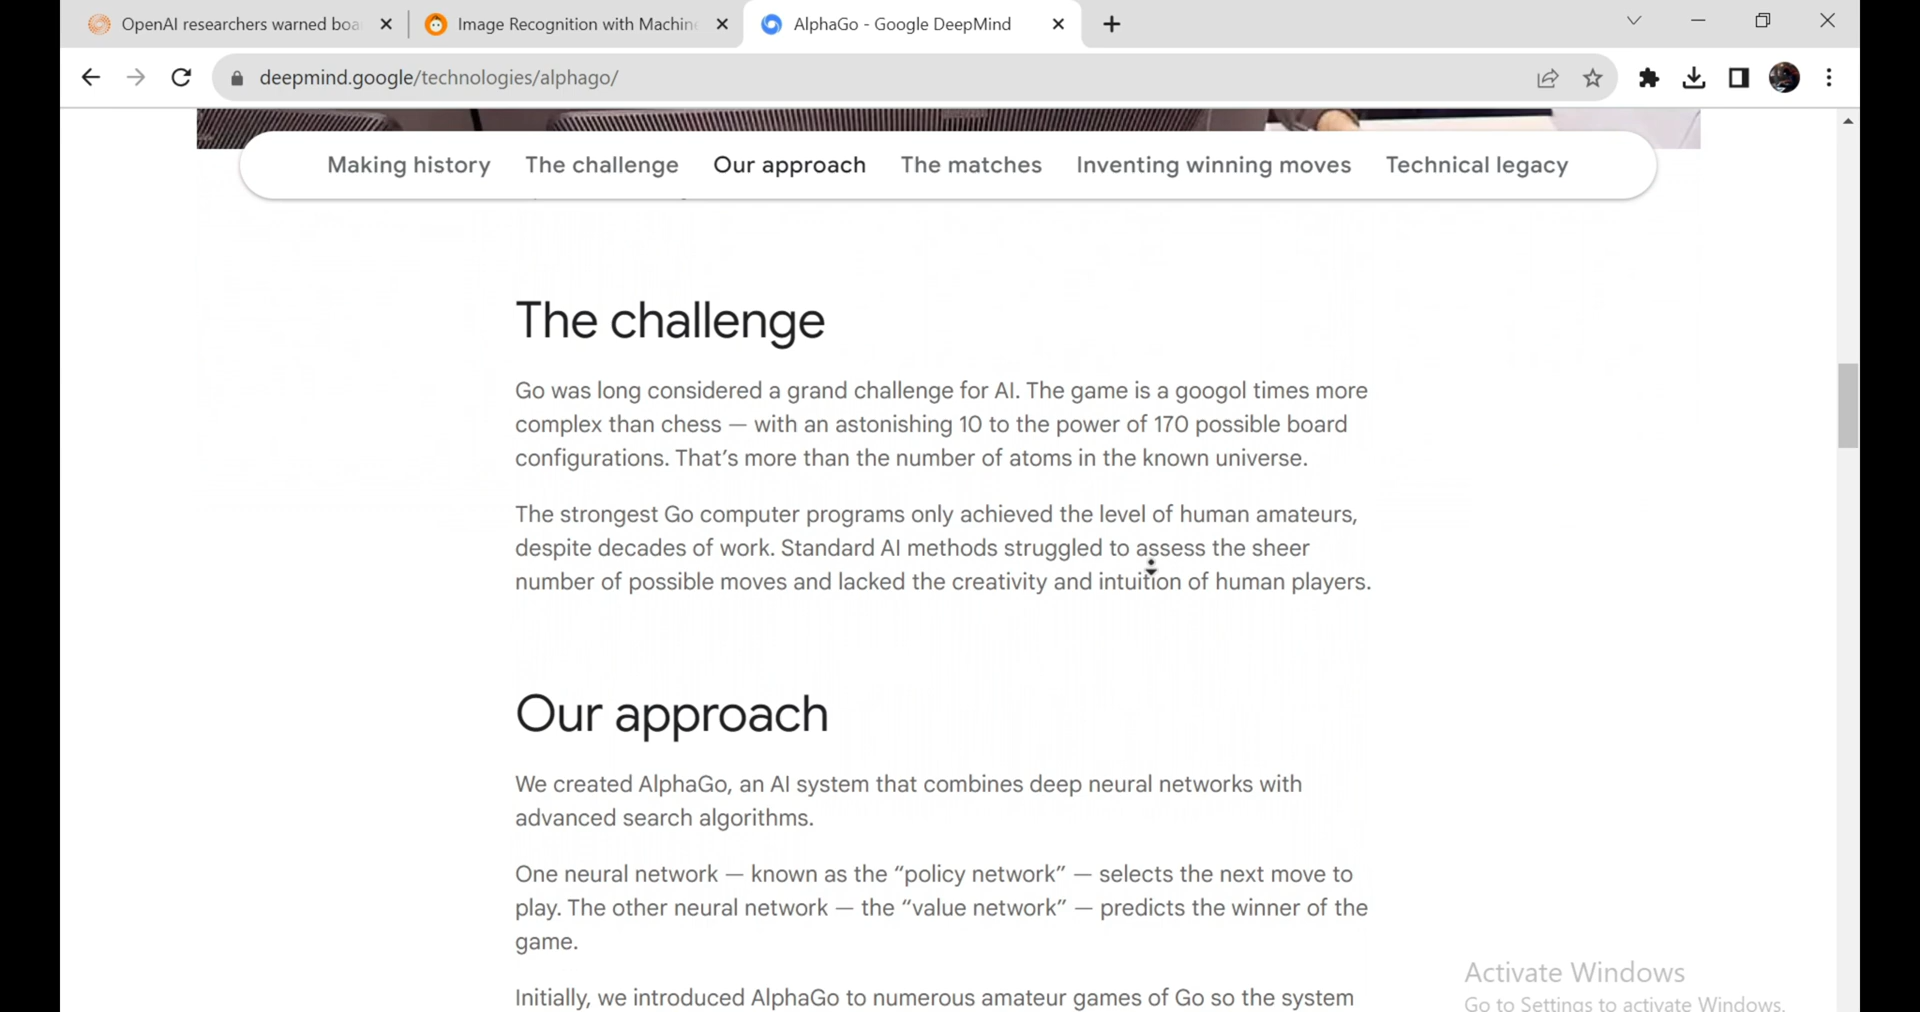 OpenAI researchers warned boa
Image Recognition with Machin
AlphaGo - Google DeepMind
deepmind.google/technologies/alphago/
Making history
The challenge
Our approach
The matches
Inventing winning moves
Technical legacy
The challenge
Go was long considered a grand challenge for AI. The game is a googol times more
complex than chess — with an astonishing 10 to the power of 170 possible board
configurations. That’s more than the number of atoms in the known universe.
The strongest Go computer programs only achieved the level of human amateurs,
despite decades of work. Standard AI methods struggled to assess the sheer
number of possible moves and lacked the creativity and intuition of human players.
Our approach
We created AlphaGo, an AI system that combines deep neural networks with
advanced search algorithms.
One neural network — known as the “policy network” — selects the next move to
play. The other neural network — the “value network” — predicts the winner of the
game.
Initially, we introduced AlphaGo to numerous amateur games of Go so the system
Activate Windows
Go to Settings to activate Windows.